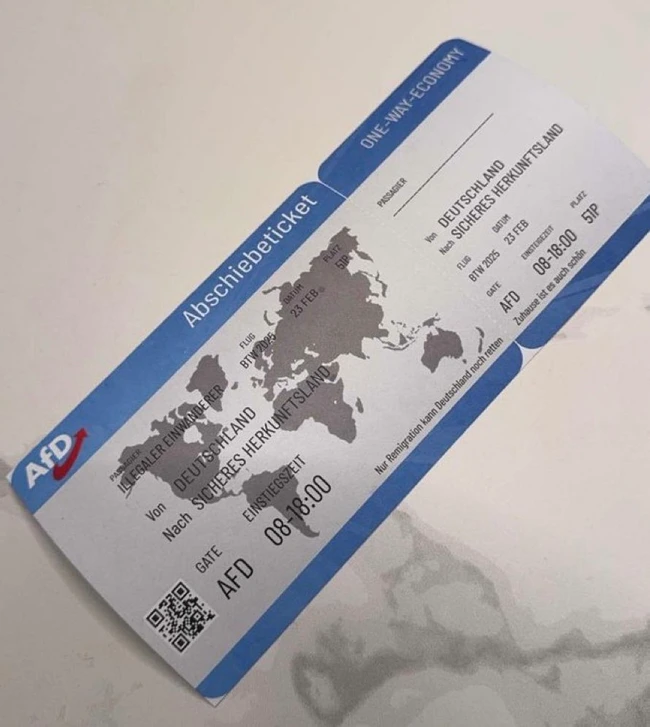 AfD
Abschiebeticket
PASSAGIER
ILLEGALER EINWANDERER
FLUG
BTW 2025
DATUM
23 FEB
PLATZ
51P
Von DEUTSCHLAND
Nach SICHERES HERKUNFTSLAND
GATE
AFD
EINSTIEGSZEIT
08-18:00
Nur Remigration kann Deutschland noch retten
ONE-WAY-ECONOMY
PASSAGIER
Von DEUTSCHLAND
Nach SICHERES HERKUNFTSLAND
FLUG
BTW 2025
DATUM
23 FEB
GATE
AFD
EINSTIEGSZEIT
08-18:00
PLATZ
51P
Zuhause ist es auch schön